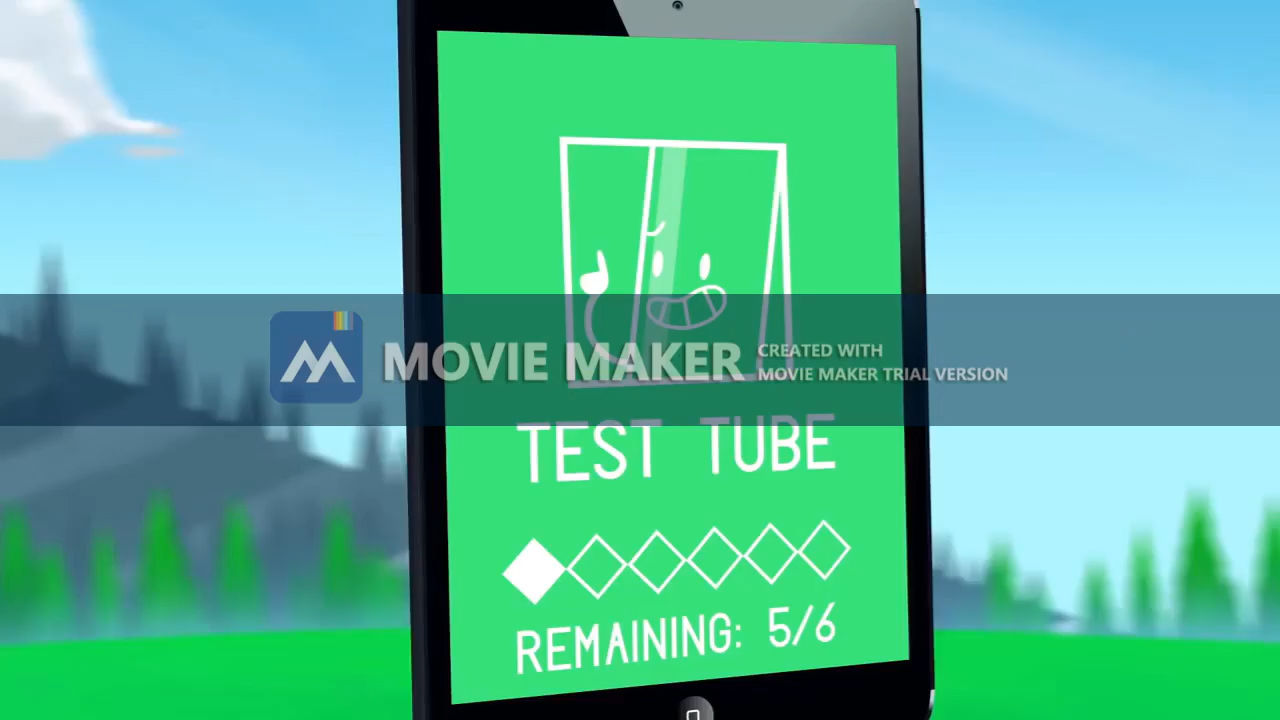 MOVIE MAKER
CREATED WITH
MOVIE MAKER TRIAL VERSION
TEST TUBE
REMAINING: 5/6